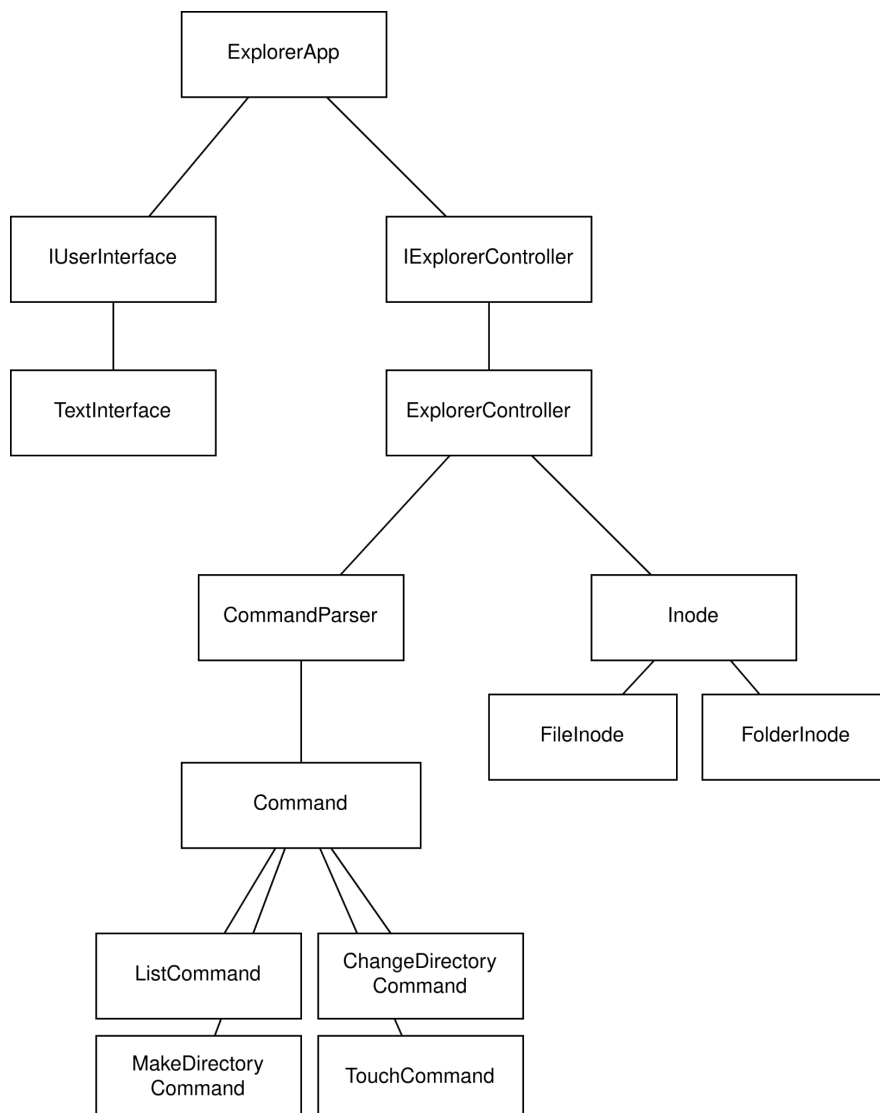 ExplorerApp
IUserInterface
IExplorerController
TextInterface
ExplorerController
CommandParser
Inode
FileInode
FolderInode
Command
ListCommand
ChangeDirectory
Command
MakeDirectory
Command
TouchCommand